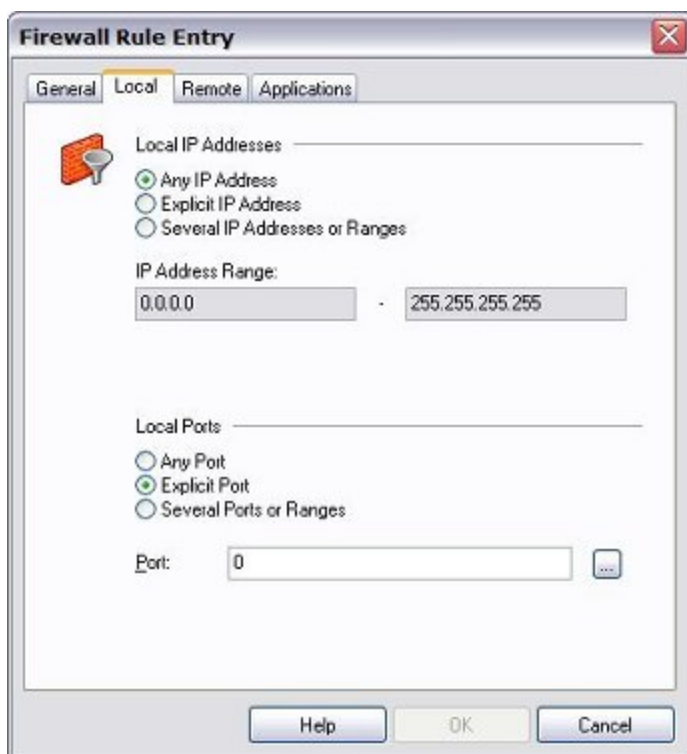 Firewall Rule Entry
General Local Remote Applications
Local IP Addresses
Any IP Address
Explicit IP Address
Several IP Addresses or Ranges
IP Address Range:
0.0.0.0 - 255.255.255.255
Local Ports
Any Port
Explicit Port
Several Ports or Ranges
Port: 0 ...
Help OK Cancel